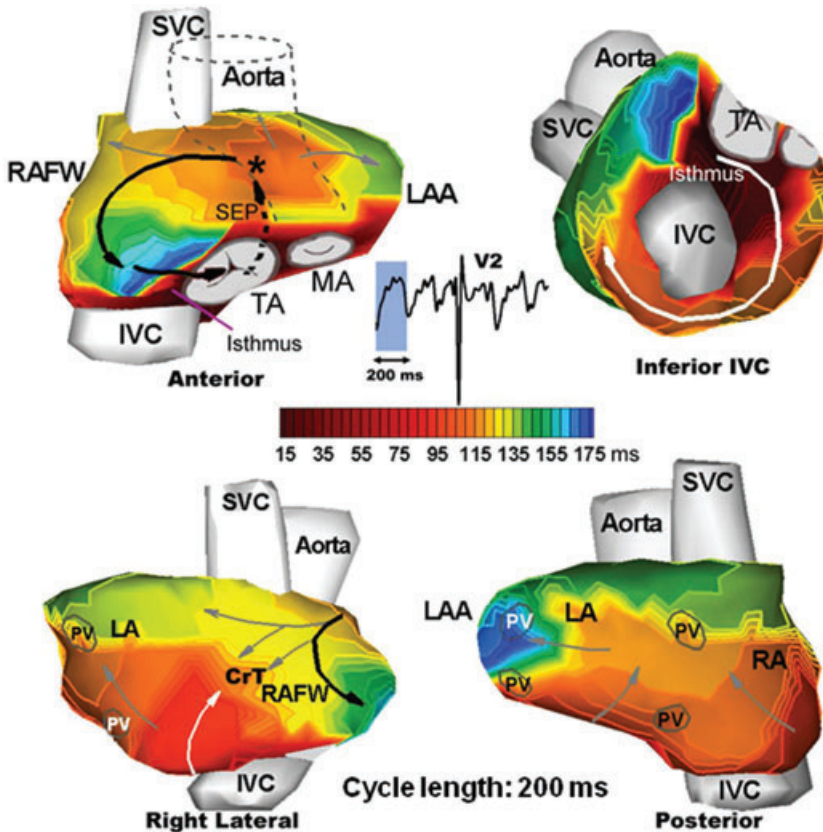 SVC
Aorta
RAFW
*
SEP
LAA
TA
MA
IVC
Isthmus
Anterior
V2
200 ms
Aorta
SVC
TA
Isthmus
IVC
Inferior IVC
15 35 55 75 95 115 135 155 175 ms
SVC
Aorta
PV
LA
CrT
RAFW
PV
IVC
Right Lateral
SVC
Aorta
LAA
PV
LA
PV
RA
PV
PV
IVC
Posterior
Cycle length: 200 ms